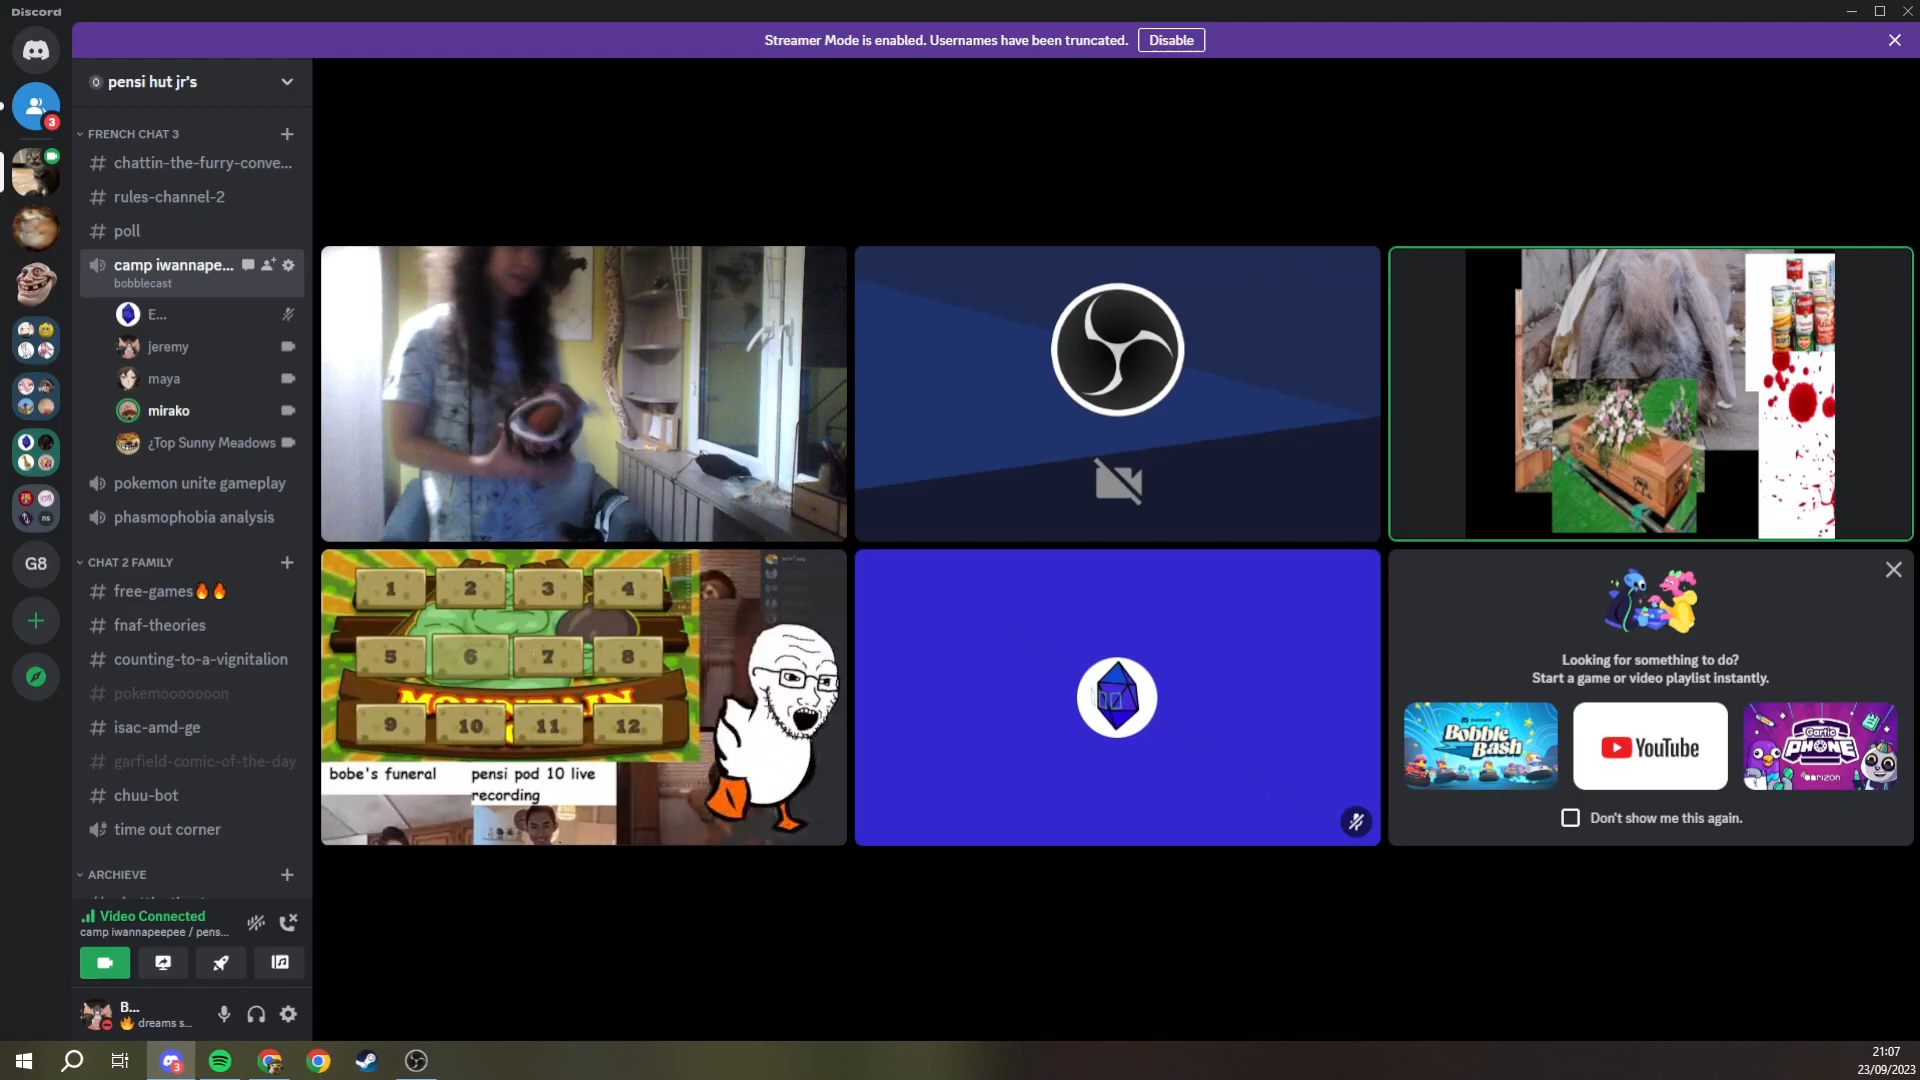 Discord
Streamer Mode is enabled. Usernames have been truncated.
Disable
pensi hut jr's
3
FRENCH CHAT 3
chattin-the-furry-conve...
rules-channel-2
poll
camp iwannape...
bobblecast
E...
jeremy
maya
mirako
¿Top Sunny Meadows
pokemon unite gameplay
phasmophobia analysis
G8
CHAT 2 FAMILY
free-games🔥🔥
fnaf-theories
counting-to-a-vignitalion
pokemooooooon
isac-amd-ge
garfield-comic-of-the-day
chuu-bot
time out corner
ARCHIEVE
Video Connected
camp iwannapeepee / pens...
B...
🔥 dreams s...
1 2 3 4
5 6 7 8
MOUNTAIN
9 10 11 12
bobe's funeral
pensi pod 10 live
recording
Looking for something to do?
Start a game or video playlist instantly.
Bobble
Bash
YouTube
Gartic
PHONE
Don't show me this again.
3
21:07
23/09/2023